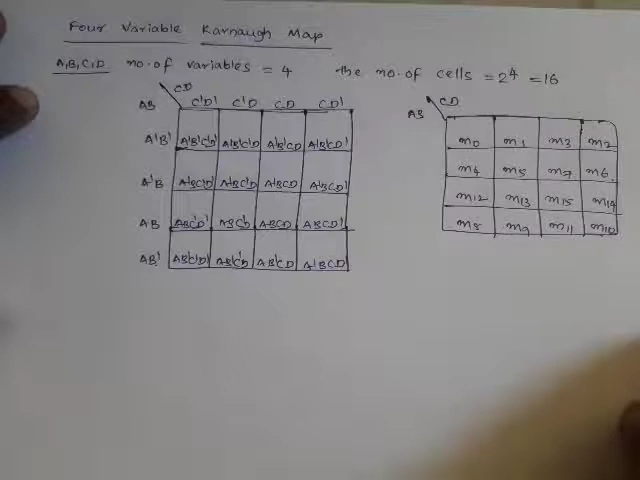 Four Variable Karnaugh Map
A,B,C,D no. of variables = 4 The no. of cells = 2⁴ = 16
CD
AB C'D' C'D CD CD'
A'B' A'B'C'D' A'B'C'D A'B'CD A'B'CD'
A'B A'BC'D' A'BC'D A'BCD A'BCD'
AB ABC'D' ABC'D ABCD ABCD'
AB' AB'C'D' AB'C'D AB'CD A'BCD'
CD
AB
m0 m1 m3 m2
m4 m5 m7 m6
m12 m13 m15 m14
m8 m9 m11 m10